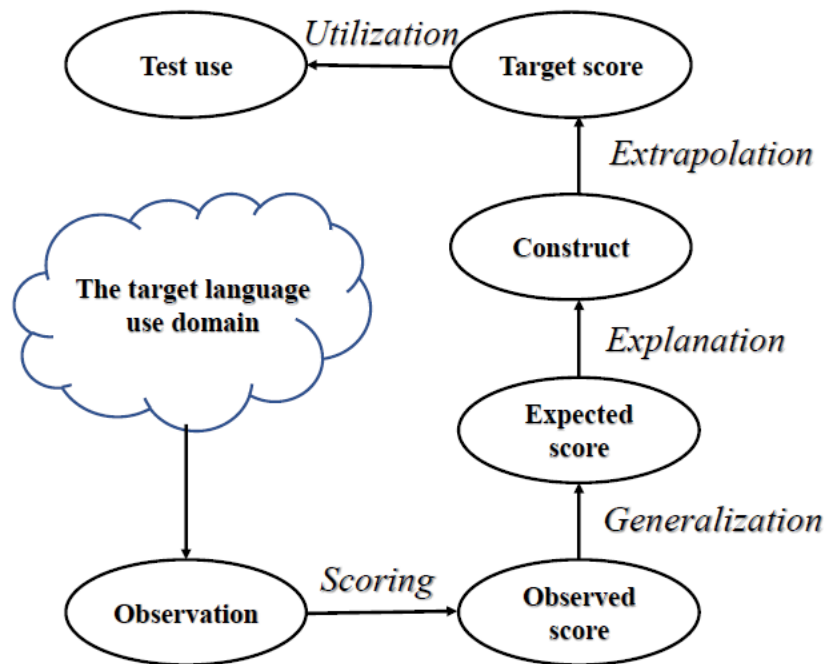 Utilization
Test use
Target score
Extrapolation
The target language
use domain
Construct
Explanation
Expected
score
Generalization
Scoring
Observation
Observed
score